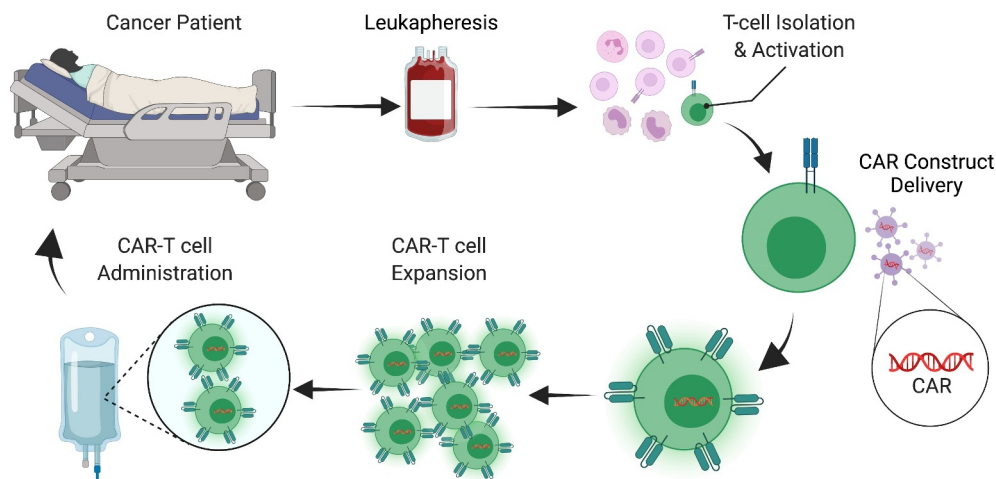 Cancer Patient
Leukapheresis
T-cell Isolation
& Activation
CAR Construct
Delivery
CAR
CAR-T cell
Expansion
CAR-T cell
Administration